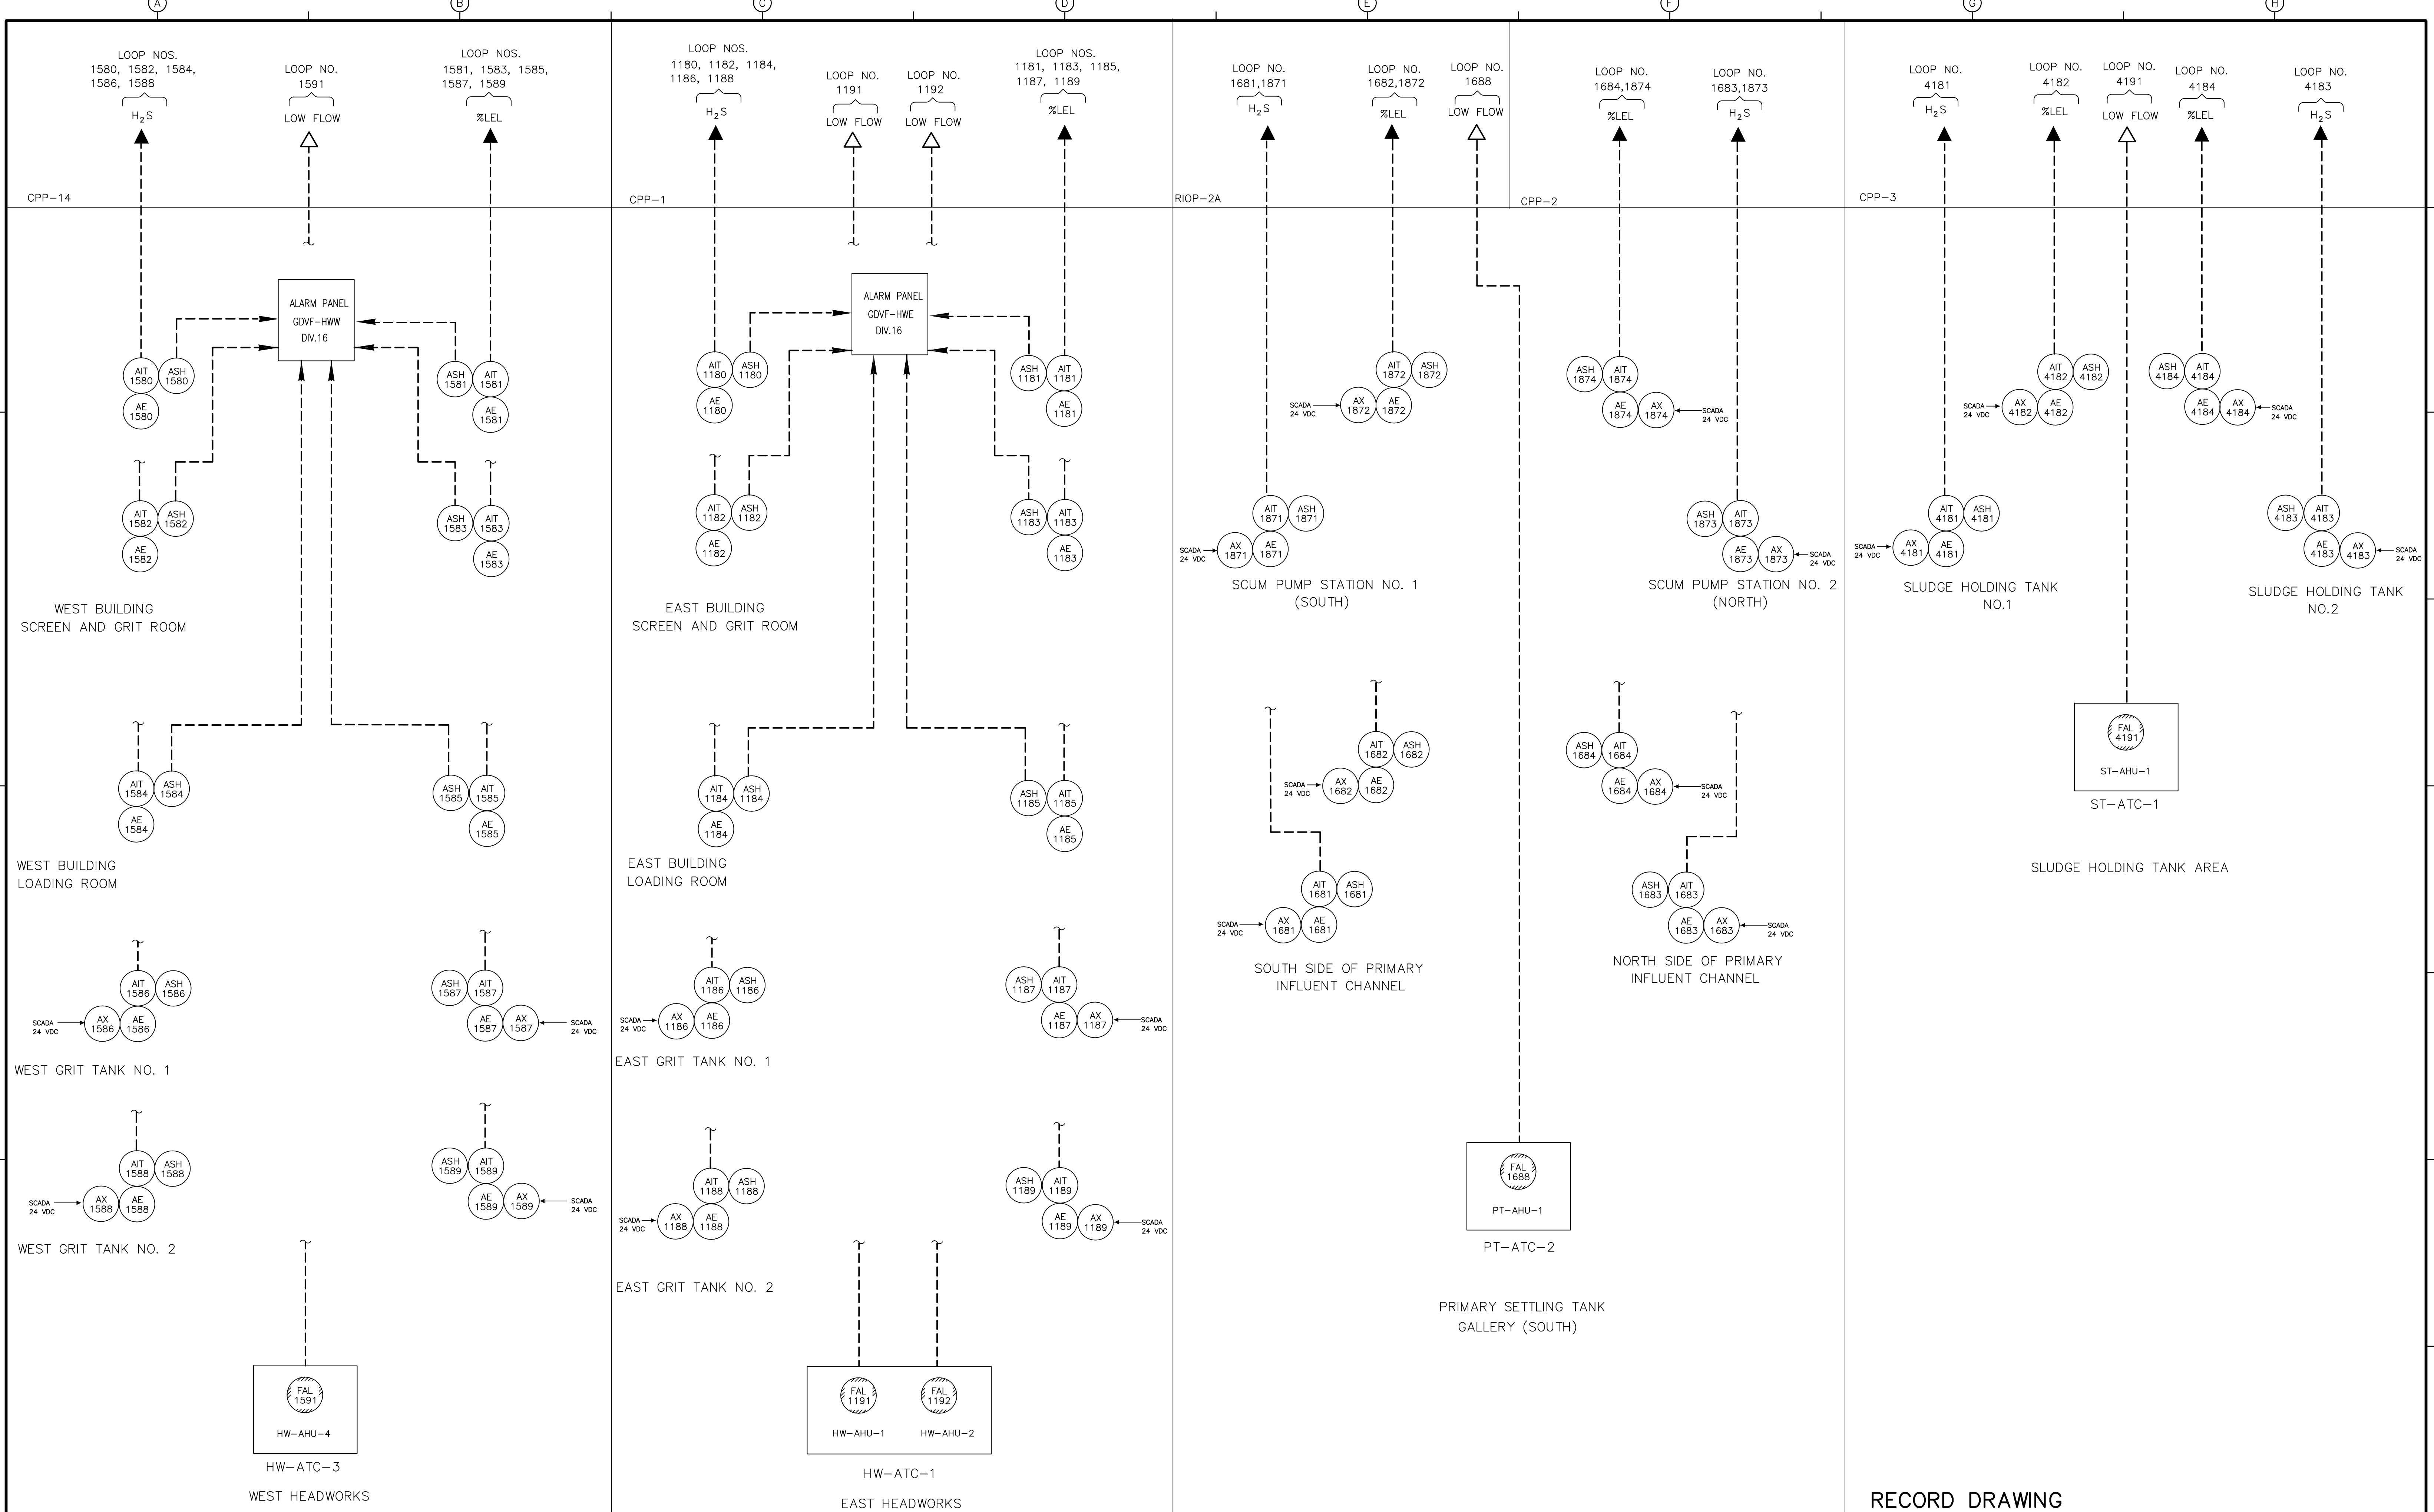 A
B
C
D
E
F
G
H
LOOP NOS.
1580, 1582, 1584,
1586, 1588
H₂S
LOOP NO.
1591
LOW FLOW
LOOP NOS.
1581, 1583, 1585,
1587, 1589
%LEL
CPP-14
ALARM PANEL
GDVF-HWW
DIV.16
AIT
1580
ASH
1580
AE
1580
ASH
1581
AIT
1581
AE
1581
AIT
1582
ASH
1582
AE
1582
ASH
1583
AIT
1583
AE
1583
WEST BUILDING
SCREEN AND GRIT ROOM
AIT
1584
ASH
1584
AE
1584
ASH
1585
AIT
1585
AE
1585
WEST BUILDING
LOADING ROOM
AIT
1586
ASH
1586
SCADA
24 VDC
AX
1586
AE
1586
ASH
1587
AIT
1587
AE
1587
AX
1587
SCADA
24 VDC
WEST GRIT TANK NO. 1
AIT
1588
ASH
1588
SCADA
24 VDC
AX
1588
AE
1588
ASH
1589
AIT
1589
AE
1589
AX
1589
SCADA
24 VDC
WEST GRIT TANK NO. 2
FAL
1591
HW-AHU-4
HW-ATC-3
WEST HEADWORKS
LOOP NOS.
1180, 1182, 1184,
1186, 1188
H₂S
LOOP NO.
1191
LOW FLOW
LOOP NO.
1192
LOW FLOW
LOOP NOS.
1181, 1183, 1185,
1187, 1189
%LEL
CPP-1
ALARM PANEL
GDVF-HWE
DIV.16
AIT
1180
ASH
1180
AE
1180
ASH
1181
AIT
1181
AE
1181
AIT
1182
ASH
1182
AE
1182
ASH
1183
AIT
1183
AE
1183
EAST BUILDING
SCREEN AND GRIT ROOM
AIT
1184
ASH
1184
AE
1184
ASH
1185
AIT
1185
AE
1185
EAST BUILDING
LOADING ROOM
AIT
1186
ASH
1186
SCADA
24 VDC
AX
1186
AE
1186
ASH
1187
AIT
1187
AE
1187
AX
1187
SCADA
24 VDC
EAST GRIT TANK NO. 1
AIT
1188
ASH
1188
SCADA
24 VDC
AX
1188
AE
1188
ASH
1189
AIT
1189
AE
1189
AX
1189
SCADA
24 VDC
EAST GRIT TANK NO. 2
FAL
1191
HW-AHU-1
FAL
1192
HW-AHU-2
HW-ATC-1
EAST HEADWORKS
LOOP NO.
1681,1871
H₂S
LOOP NO.
1682,1872
%LEL
LOOP NO.
1688
LOW FLOW
RIOP-2A
LOOP NO.
1684,1874
%LEL
LOOP NO.
1683,1873
H₂S
CPP-2
AIT
1872
ASH
1872
SCADA
24 VDC
AX
1872
AE
1872
ASH
1874
AIT
1874
AE
1874
AX
1874
SCADA
24 VDC
AIT
1871
ASH
1871
SCADA
24 VDC
AX
1871
AE
1871
SCUM PUMP STATION NO. 1
(SOUTH)
ASH
1873
AIT
1873
AE
1873
AX
1873
SCADA
24 VDC
SCUM PUMP STATION NO. 2
(NORTH)
AIT
1682
ASH
1682
SCADA
24 VDC
AX
1682
AE
1682
ASH
1684
AIT
1684
AE
1684
AX
1684
SCADA
24 VDC
AIT
1681
ASH
1681
SCADA
24 VDC
AX
1681
AE
1681
SOUTH SIDE OF PRIMARY
INFLUENT CHANNEL
ASH
1683
AIT
1683
AE
1683
AX
1683
SCADA
24 VDC
NORTH SIDE OF PRIMARY
INFLUENT CHANNEL
FAL
1688
PT-AHU-1
PT-ATC-2
PRIMARY SETTLING TANK
GALLERY (SOUTH)
LOOP NO.
4181
H₂S
LOOP NO.
4182
%LEL
LOOP NO.
4191
LOW FLOW
LOOP NO.
4184
%LEL
LOOP NO.
4183
H₂S
CPP-3
AIT
4182
ASH
4182
SCADA
24 VDC
AX
4182
AE
4182
ASH
4184
AIT
4184
AE
4184
AX
4184
SCADA
24 VDC
AIT
4181
ASH
4181
SCADA
24 VDC
AX
4181
AE
4181
SLUDGE HOLDING TANK
NO.1
ASH
4183
AIT
4183
AE
4183
AX
4183
SCADA
24 VDC
SLUDGE HOLDING TANK
NO.2
FAL
4191
ST-AHU-1
ST-ATC-1
SLUDGE HOLDING TANK AREA
RECORD DRAWING